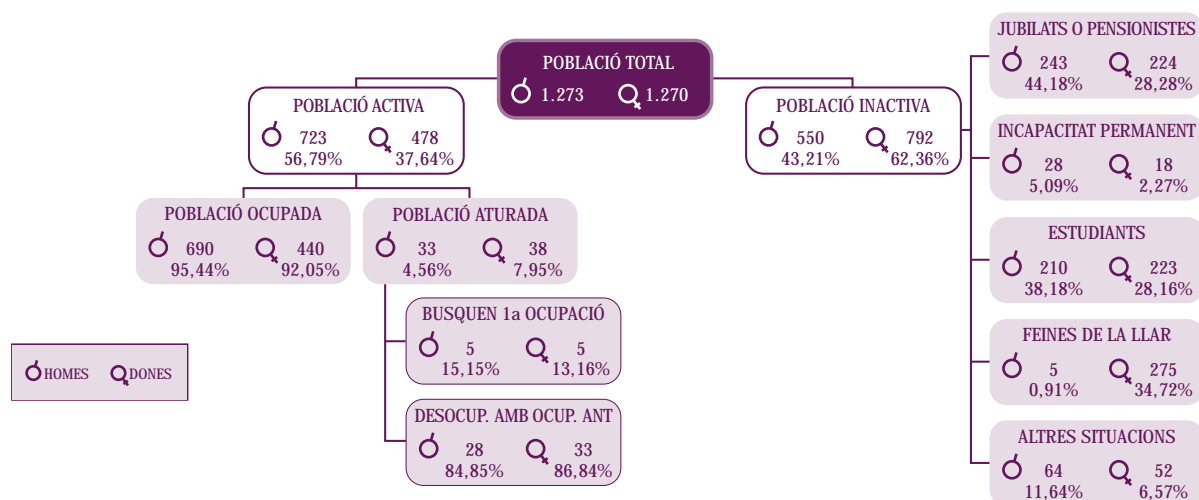 POBLACIÓ TOTAL
1.273 1.270
POBLACIÓ ACTIVA
723 478
56,79% 37,64%
POBLACIÓ OCUPADA
690 440
95,44% 92,05%
POBLACIÓ ATURADA
33 38
4,56% 7,95%
BUSQUEN 1a OCUPACIÓ
5 5
15,15% 13,16%
DESOCUP. AMB OCUP. ANT
28 33
84,85% 86,84%
POBLACIÓ INACTIVA
550 792
43,21% 62,36%
JUBILATS O PENSIONISTES
243 224
44,18% 28,28%
INCAPACITAT PERMANENT
28 18
5,09% 2,27%
ESTUDIANTS
210 223
38,18% 28,16%
FEINES DE LA LLAR
5 275
0,91% 34,72%
ALTRES SITUACIONS
64 52
11,64% 6,57%
HOMES DONES